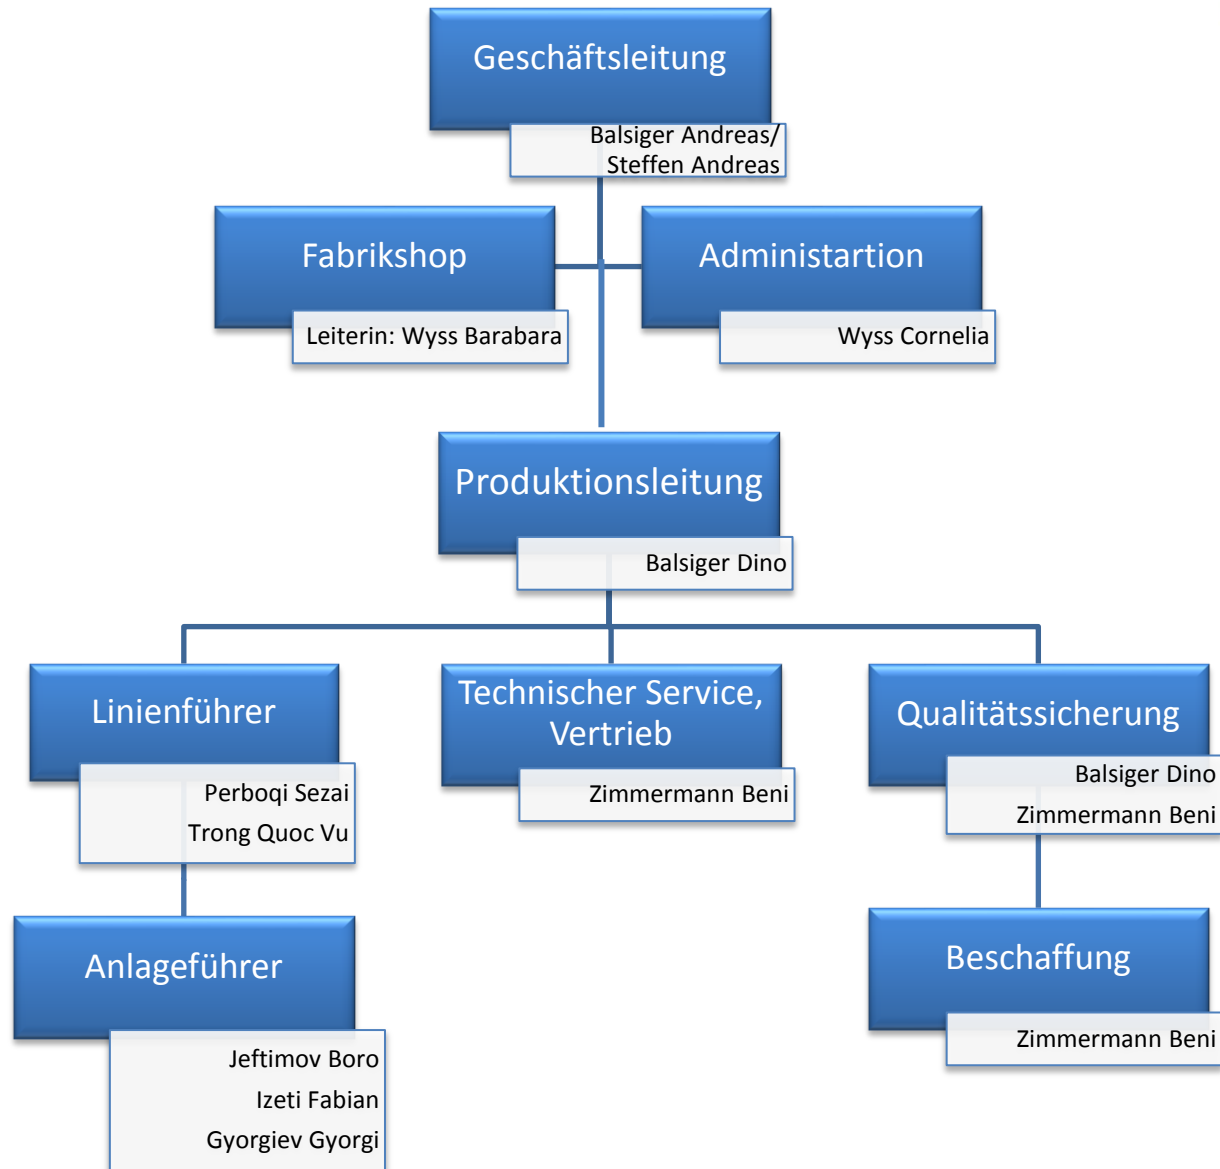 Geschäftsleitung
Balsiger Andreas/
Steffen Andreas
Fabrikshop
Leiterin: Wyss Barabara
Administartion
Wyss Cornelia
Produktionsleitung
Balsiger Dino
Linienführer
Perboqi Sezai
Trong Quoc Vu
Technischer Service,
Vertrieb
Zimmermann Beni
Qualitätssicherung
Balsiger Dino
Zimmermann Beni
Anlageführer
Jeftimov Boro
Izeti Fabian
Gyorgiev Gyorgi
Beschaffung
Zimmermann Beni